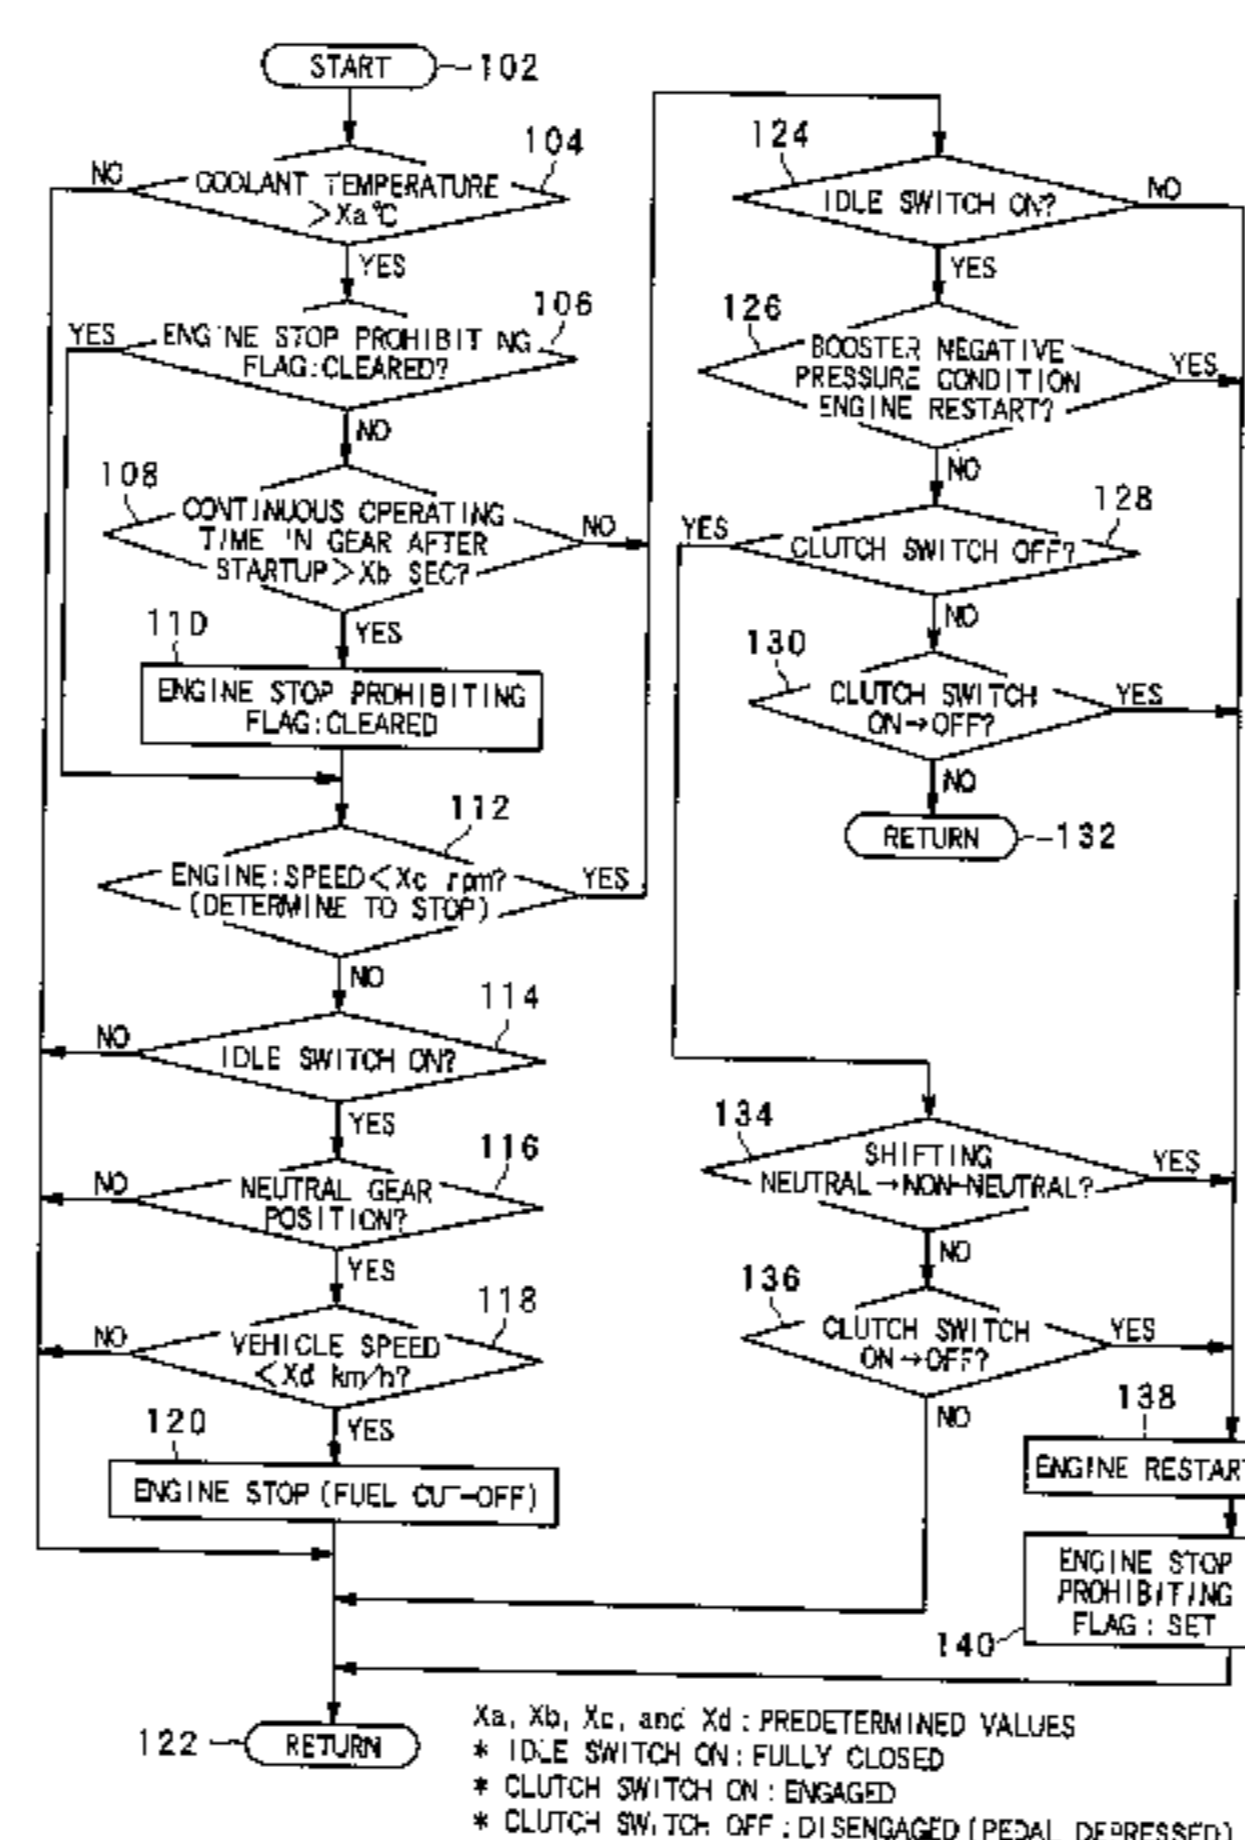 START 102
104
NO COOLANT TEMPERATURE
>Xa°C
YES
106
YES ENGINE STOP PROHIBITING
FLAG:CLEARED?
NO
108
CONTINUOUS OPERATING
TIME IN GEAR AFTER
STARTUP>Xb SEC?
NO
YES
110
ENGINE STOP PROHIBITING
FLAG:CLEARED
112
ENGINE:SPEED<Xc rpm?
(DETERMINE TO STOP)
YES
NO
114
NO
IDLE SWITCH ON?
YES
116
NO
NEUTRAL GEAR
POSITION?
YES
118
NO
VEHICLE SPEED
<Xd km/h?
YES
120
ENGINE STOP (FUEL CUT-OFF)
122 RETURN
124
IDLE SWITCH ON?
NO
YES
126
BOOSTER NEGATIVE
PRESSURE CONDITION
ENGINE RESTART?
YES
NO
128
YES
CLUTCH SWITCH OFF?
NO
130
CLUTCH SWITCH
ON→OFF?
YES
NO
RETURN 132
134
SHIFTING
NEUTRAL→NON-NEUTRAL?
YES
NO
136
CLUTCH SWITCH
ON→OFF?
YES
NO
138
ENGINE RESTART
ENGINE STOP
PROHIBITING
FLAG: SET
140
Xa, Xb, Xc, and Xd : PREDETERMINED VALUES
* IDLE SWITCH ON : FULLY CLOSED
* CLUTCH SWITCH ON : ENGAGED
* CLUTCH SWITCH OFF : DISENGAGED (PEDAL DEPRESSED)